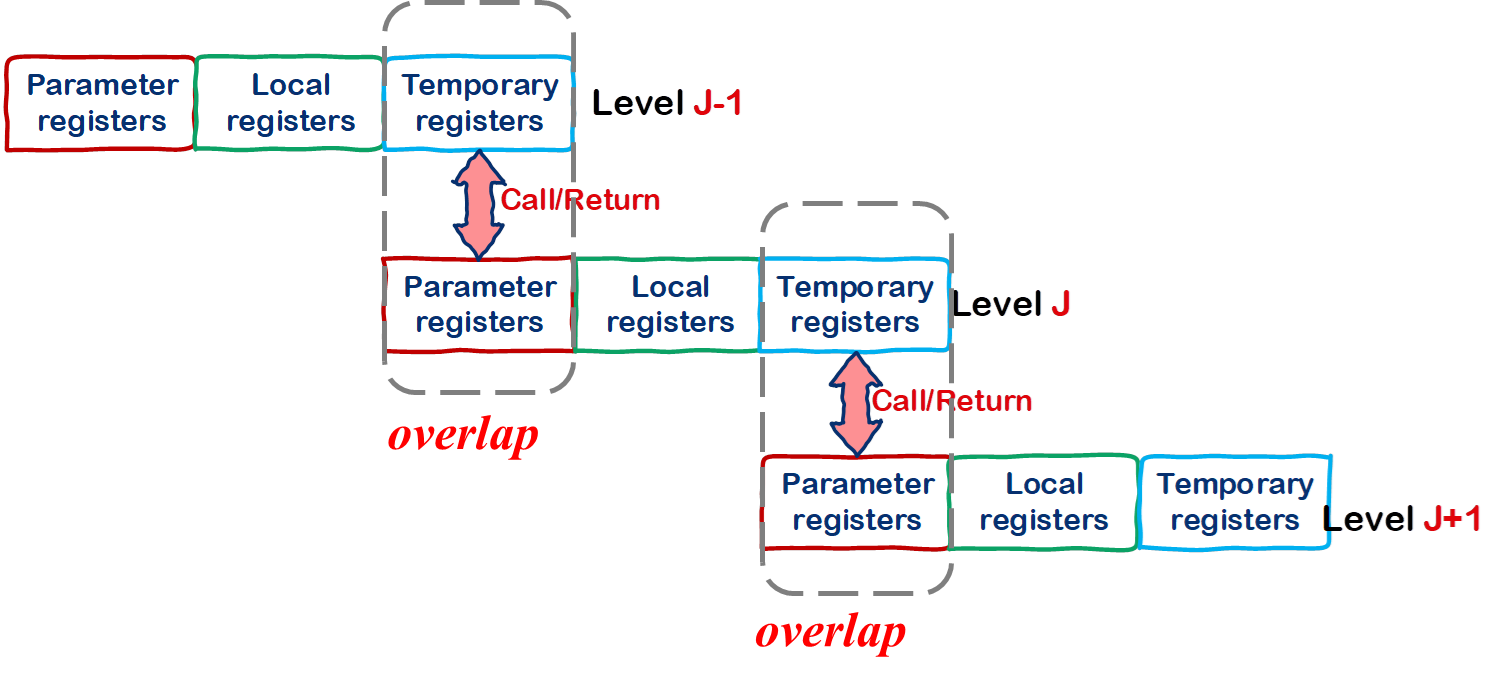 Parameter
registers
Local
registers
Temporary
registers
Level J-1
Call/Return
Parameter
registers
Local
registers
Temporary
registers
Level J
overlap
Call/Return
Parameter
registers
Local
registers
Temporary
registers
Level J+1
overlap